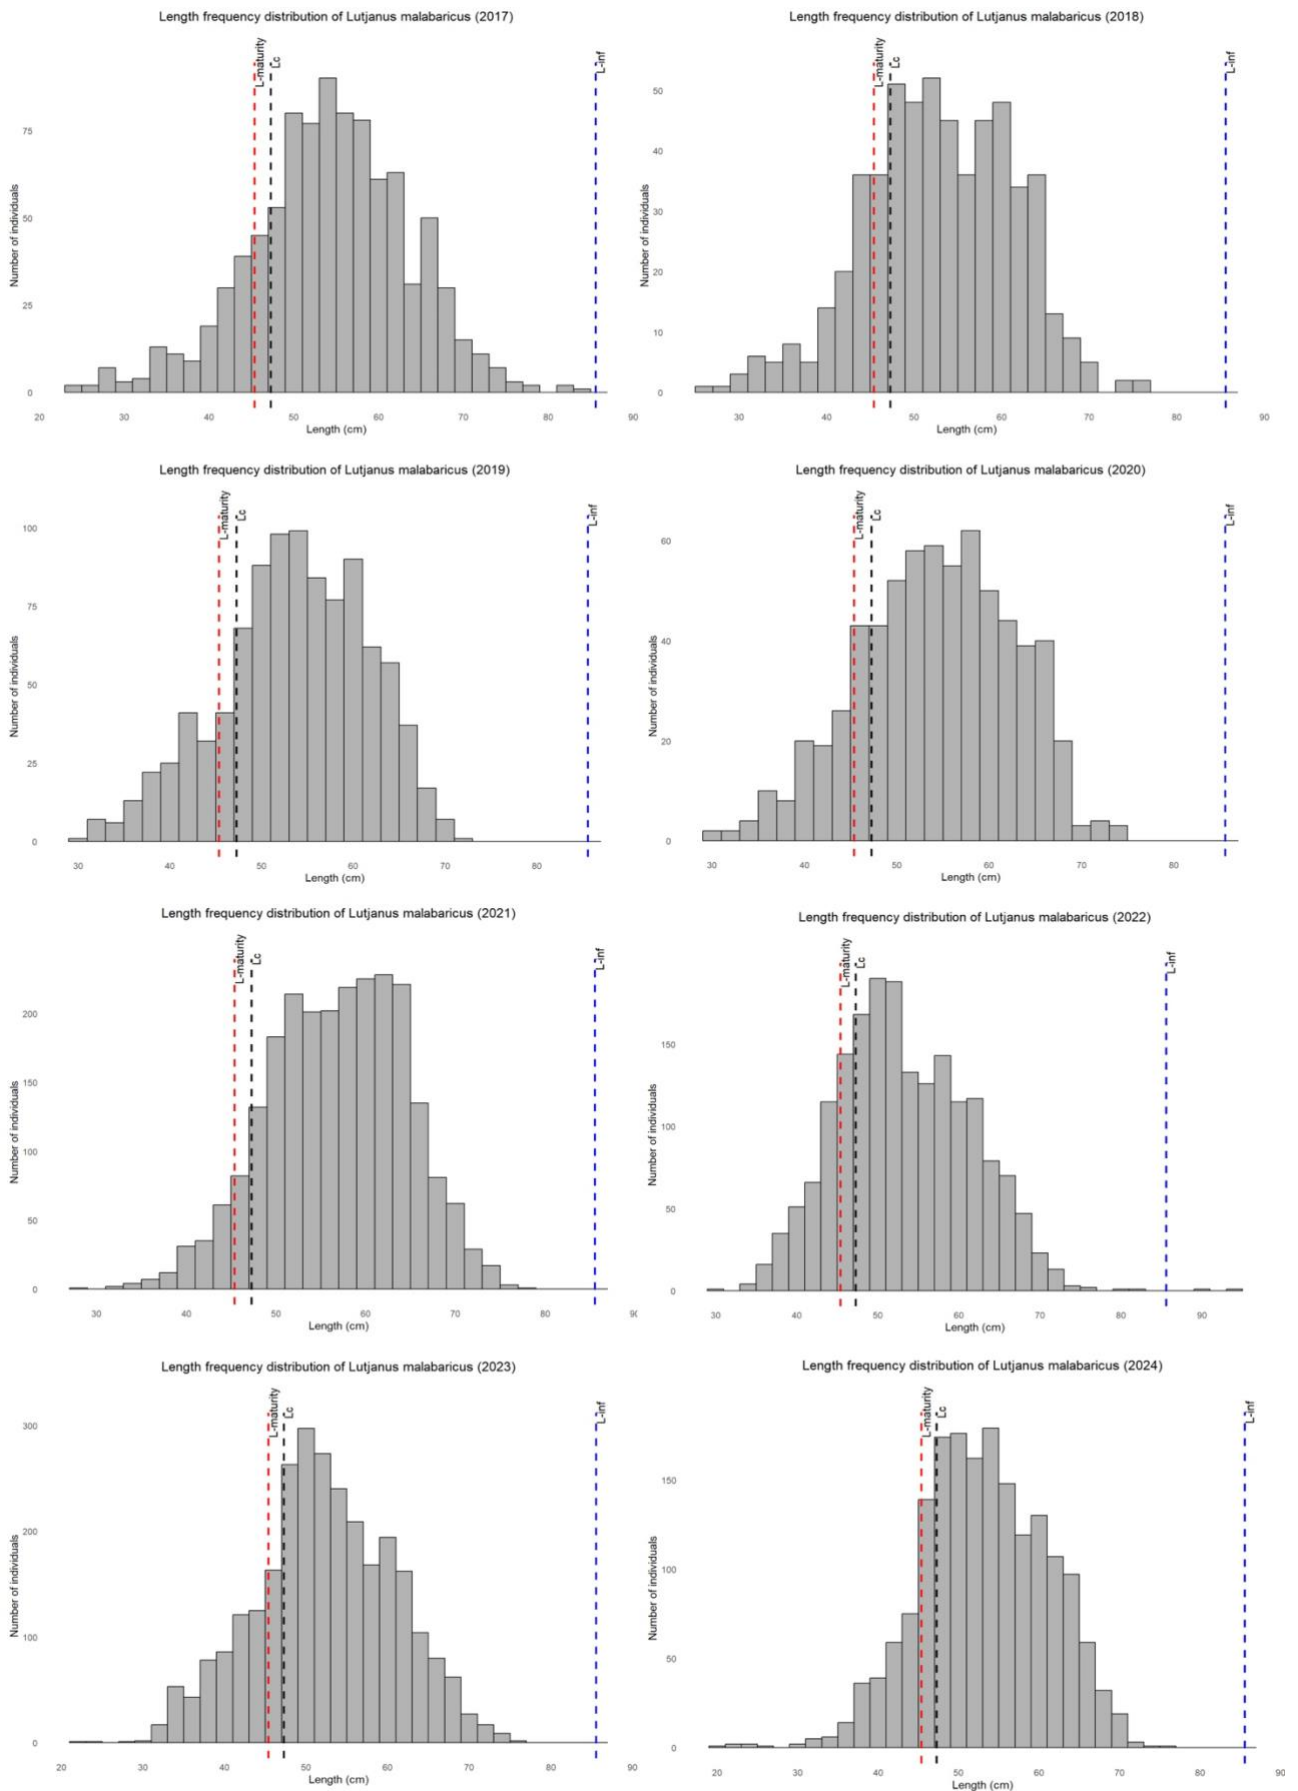 Length frequency distribution of Lutjanus malabaricus (2017)
L-maturity
Lc
L-inf
75
50
25
0
Number of individuals
20 30 40 50 60 70 80 90
Length (cm)
Length frequency distribution of Lutjanus malabaricus (2018)
L-maturity
Lc
L-inf
50
40
30
20
10
0
Number of individuals
30 40 50 60 70 80 90
Length (cm)
Length frequency distribution of Lutjanus malabaricus (2019)
L-maturity
Lc
L-inf
100
75
50
25
0
Number of individuals
30 40 50 60 70 80
Length (cm)
Length frequency distribution of Lutjanus malabaricus (2020)
L-maturity
Lc
L-inf
60
40
20
0
Number of individuals
40 50 60 70 80
Length (cm)
Length frequency distribution of Lutjanus malabaricus (2021)
L-maturity
Lc
L-inf
200
150
100
50
0
Number of individuals
30 40 50 60 70 80
Length (cm)
Length frequency distribution of Lutjanus malabaricus (2022)
L-maturity
Lc
L-inf
150
100
50
0
Number of individuals
30 40 50 60 70 80 90
Length (cm)
Length frequency distribution of Lutjanus malabaricus (2023)
L-maturity
Lc
L-inf
300
200
100
0
Number of individuals
20 30 40 50 60 70 80 90
Length (cm)
Length frequency distribution of Lutjanus malabaricus (2024)
L-maturity
Lc
L-inf
150
100
50
0
Number of individuals
20 30 40 50 60 70 80 90
Length (cm)